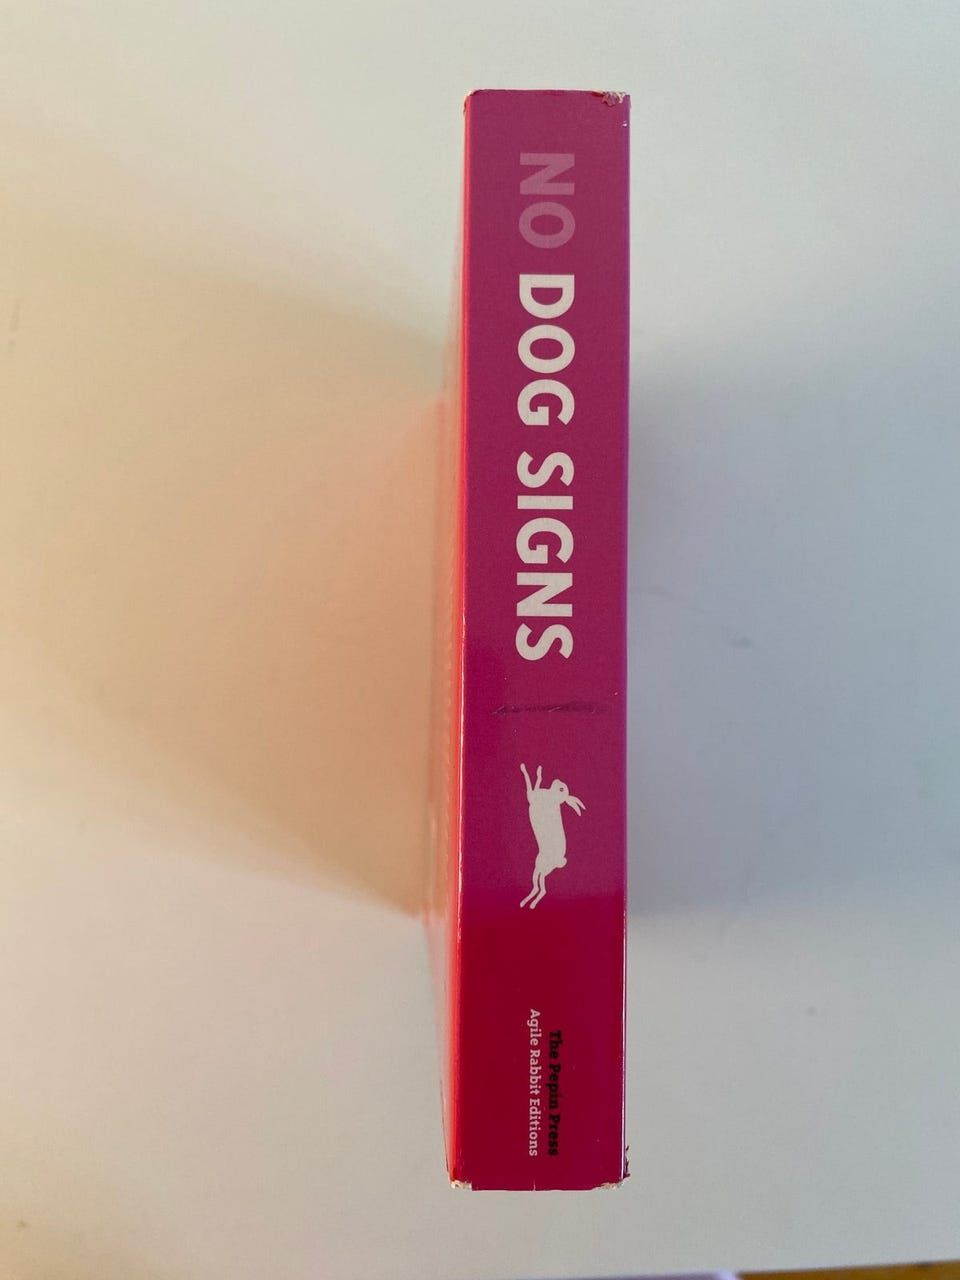 NO DOG SIGNS
The Pepin Press
Agile Rabbit Editions